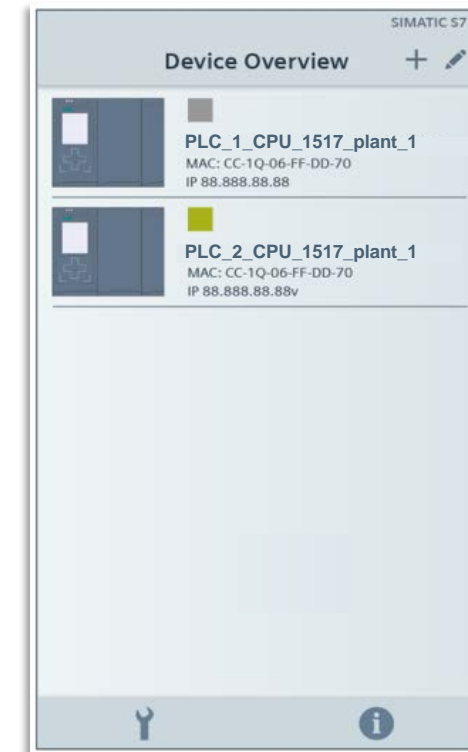 SIMATIC S7
Device Overview
PLC_1_CPU_1517_plant_1
MAC: CC-1Q-06-FF-DD-70
IP 88.888.88.88
PLC_2_CPU_1517_plant_1
MAC: CC-1Q-06-FF-DD-70
IP 88.888.88.88v